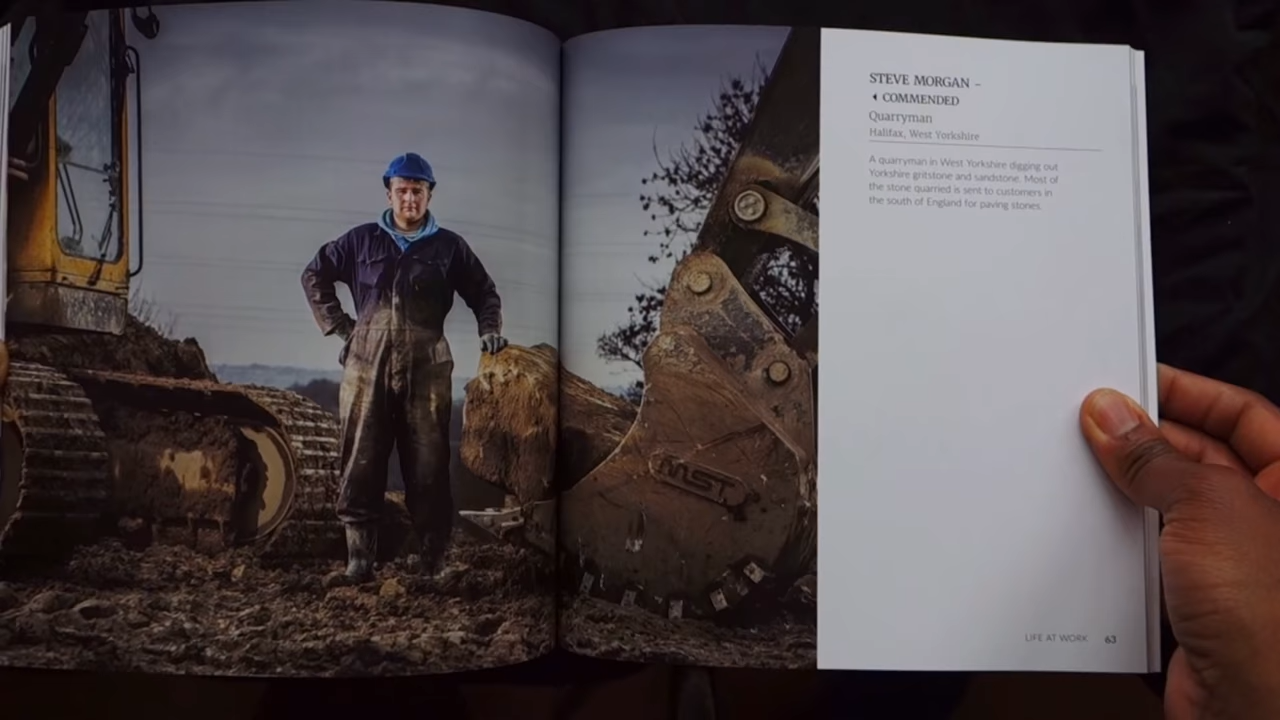 MST
STEVE MORGAN –
◂ COMMENDED
Quarryman
Halifax, West Yorkshire
A quarryman in West Yorkshire digging out
Yorkshire gritstone and sandstone. Most of
the stone quarried is sent to customers in
the south of England for paving stones.
LIFE AT WORK 63